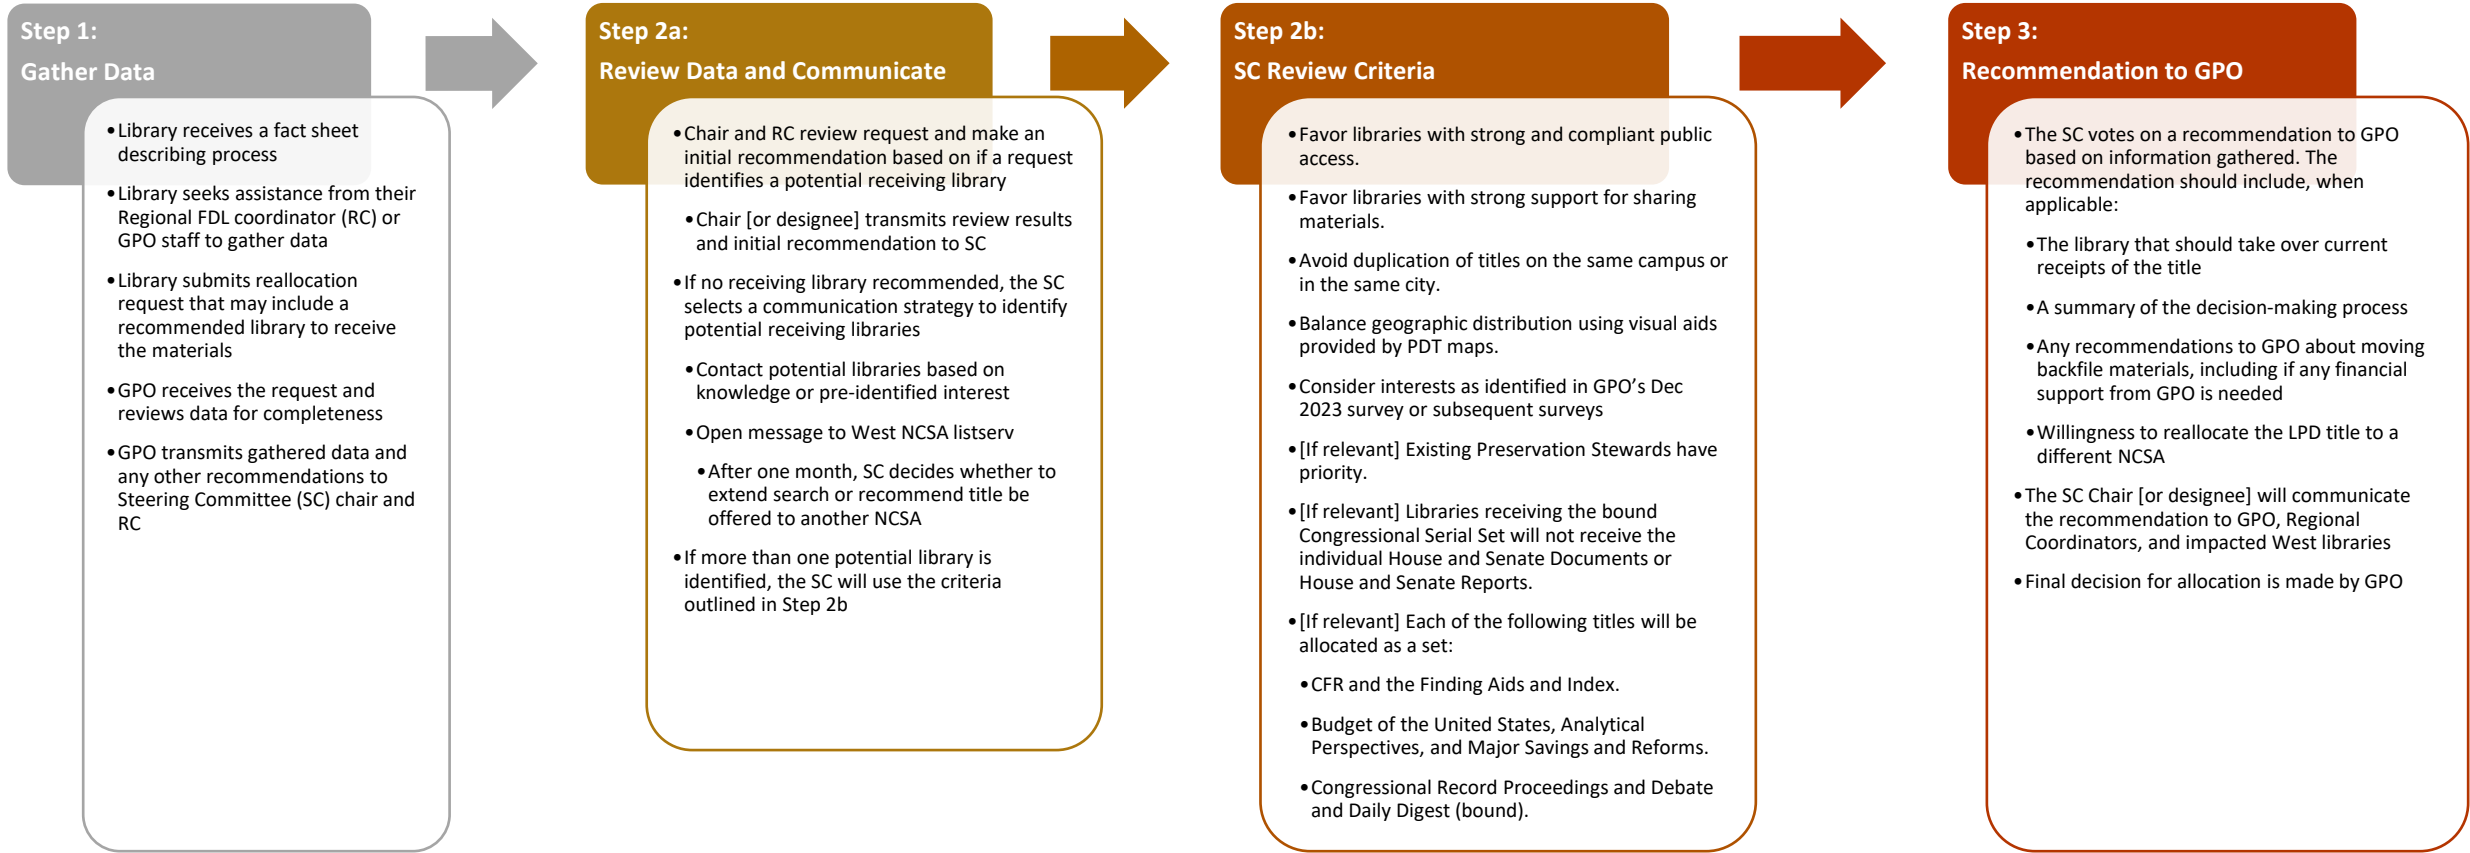 Step 1:
Gather Data
•Library receives a fact sheet
describing process
•Library seeks assistance from their
Regional FDL coordinator (RC) or
GPO staff to gather data
•Library submits reallocation
request that may include a
recommended library to receive
the materials
•GPO receives the request and
reviews data for completeness
•GPO transmits gathered data and
any other recommendations to
Steering Committee (SC) chair and
RC
Step 2a:
Review Data and Communicate
•Chair and RC review request and make an
initial recommendation based on if a request
identifies a potential receiving library
•Chair [or designee] transmits review results
and initial recommendation to SC
•If no receiving library recommended, the SC
selects a communication strategy to identify
potential receiving libraries
•Contact potential libraries based on
knowledge or pre-identified interest
•Open message to West NCSA listserv
•After one month, SC decides whether to
extend search or recommend title be
offered to another NCSA
•If more than one potential library is
identified, the SC will use the criteria
outlined in Step 2b
Step 2b:
SC Review Criteria
•Favor libraries with strong and compliant public
access.
•Favor libraries with strong support for sharing
materials.
•Avoid duplication of titles on the same campus or
in the same city.
•Balance geographic distribution using visual aids
provided by PDT maps.
•Consider interests as identified in GPO’s Dec
2023 survey or subsequent surveys
•[If relevant] Existing Preservation Stewards have
priority.
•[If relevant] Libraries receiving the bound
Congressional Serial Set will not receive the
individual House and Senate Documents or
House and Senate Reports.
•[If relevant] Each of the following titles will be
allocated as a set:
•CFR and the Finding Aids and Index.
•Budget of the United States, Analytical
Perspectives, and Major Savings and Reforms.
•Congressional Record Proceedings and Debate
and Daily Digest (bound).
Step 3:
Recommendation to GPO
•The SC votes on a recommendation to GPO
based on information gathered. The
recommendation should include, when
applicable:
•The library that should take over current
receipts of the title
•A summary of the decision-making process
•Any recommendations to GPO about moving
backfile materials, including if any financial
support from GPO is needed
•Willingness to reallocate the LPD title to a
different NCSA
•The SC Chair [or designee] will communicate
the recommendation to GPO, Regional
Coordinators, and impacted West libraries
•Final decision for allocation is made by GPO